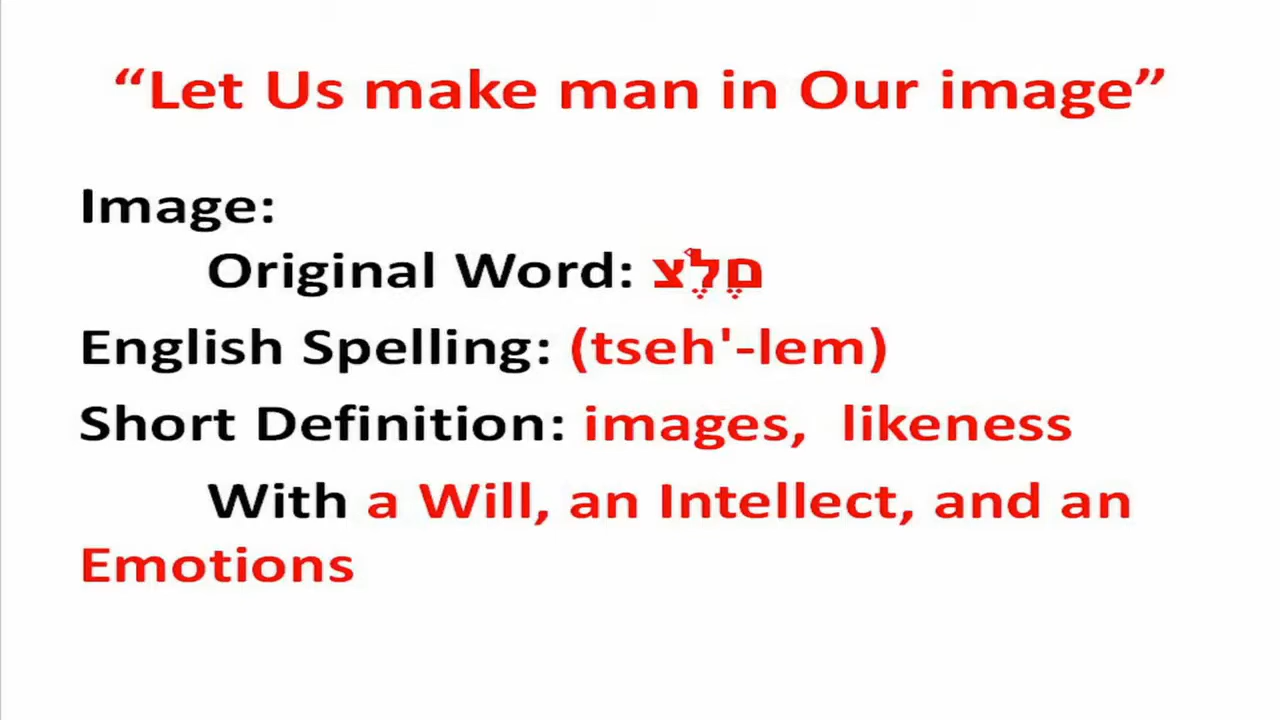 “Let Us make man in Our image”
Image:
Original Word: םֶלֶ֫צ
English Spelling: (tseh'-lem)
Short Definition: images,  likeness
With a Will, an Intellect, and an
Emotions